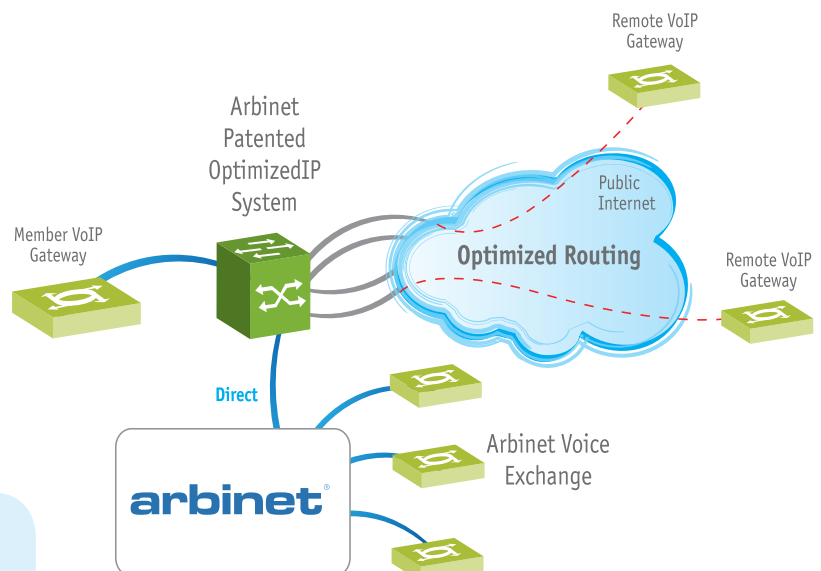 Remote VoIP
Gateway
Arbinet
Patented
OptimizedIP
System
Public
Internet
Member VoIP
Gateway
Optimized Routing
Remote VoIP
Gateway
Direct
Arbinet Voice
Exchange
arbinet®